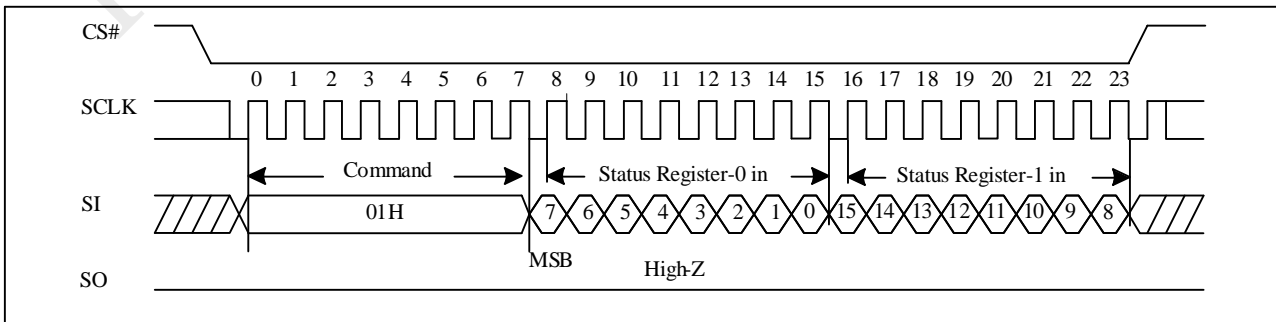 CS#
0 1 2 3 4 5 6 7 8 9 10 11 12 13 14 15 16 17 18 19 20 21 22 23
SCLK
Command Status Register-0 in Status Register-1 in
SI 01H 7 6 5 4 3 2 1 0 15 14 13 12 11 10 9 8
MSB High-Z
SO